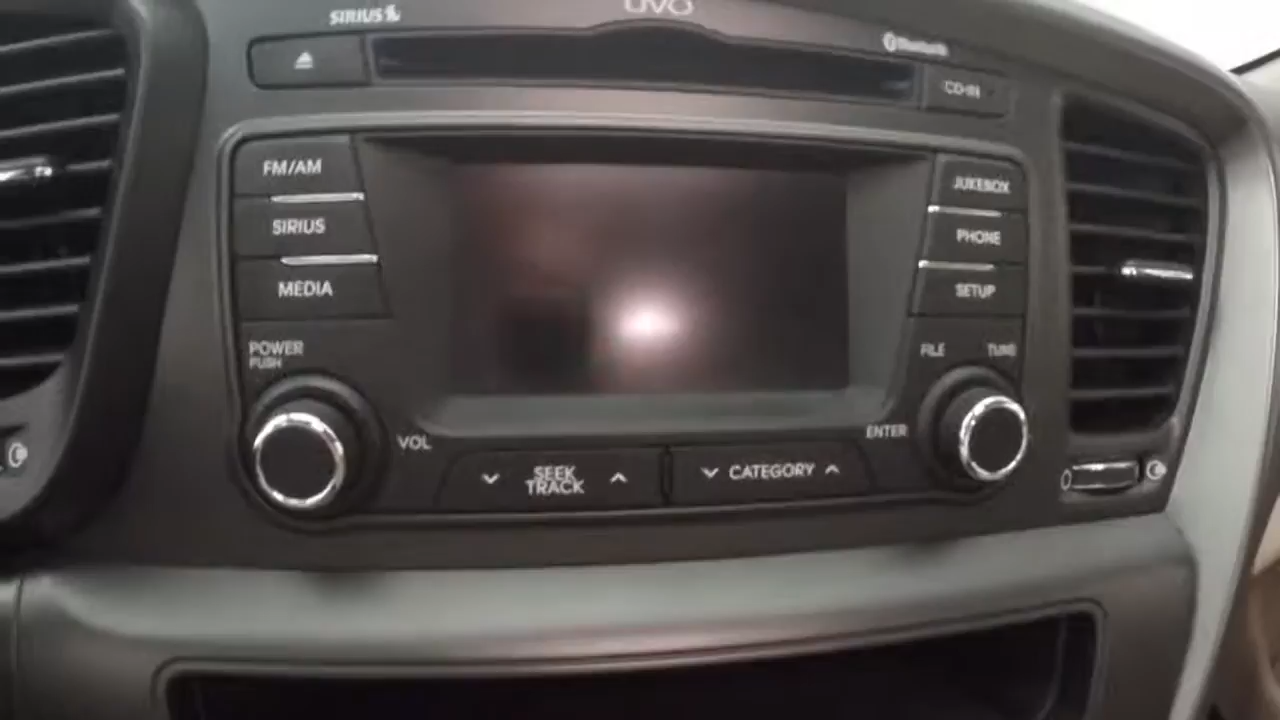 SIRIUS
UVO
Bluetooth
CD-IN
FM/AM
SIRIUS
MEDIA
JUKEBOX
PHONE
SETUP
POWER
PUSH
VOL
FILE
TUNE
ENTER
SEEK
TRACK
CATEGORY